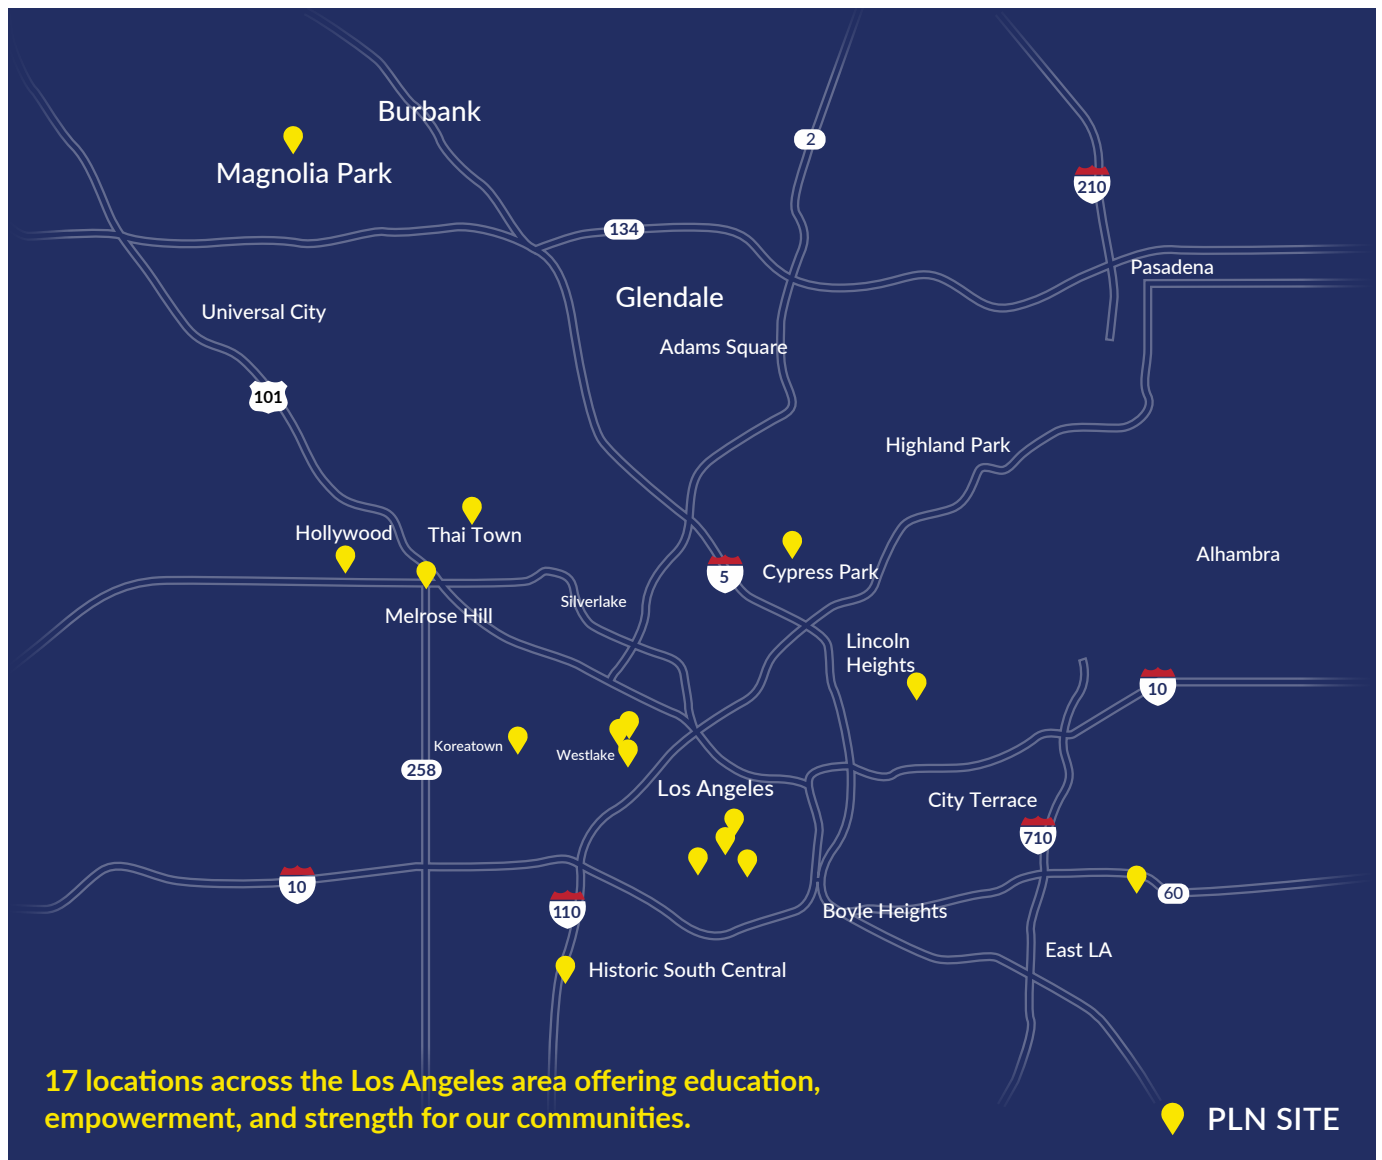 Burbank
Magnolia Park
2
210
134
Pasadena
Glendale
Universal City
Adams Square
101
Highland Park
Hollywood
Thai Town
Alhambra
5
Cypress Park
Silverlake
Melrose Hill
Lincoln
Heights
10
Koreatown
Westlake
258
Los Angeles
City Terrace
710
10
60
110
Boyle Heights
East LA
Historic South Central
17 locations across the Los Angeles area offering education,
empowerment, and strength for our communities.
PLN SITE